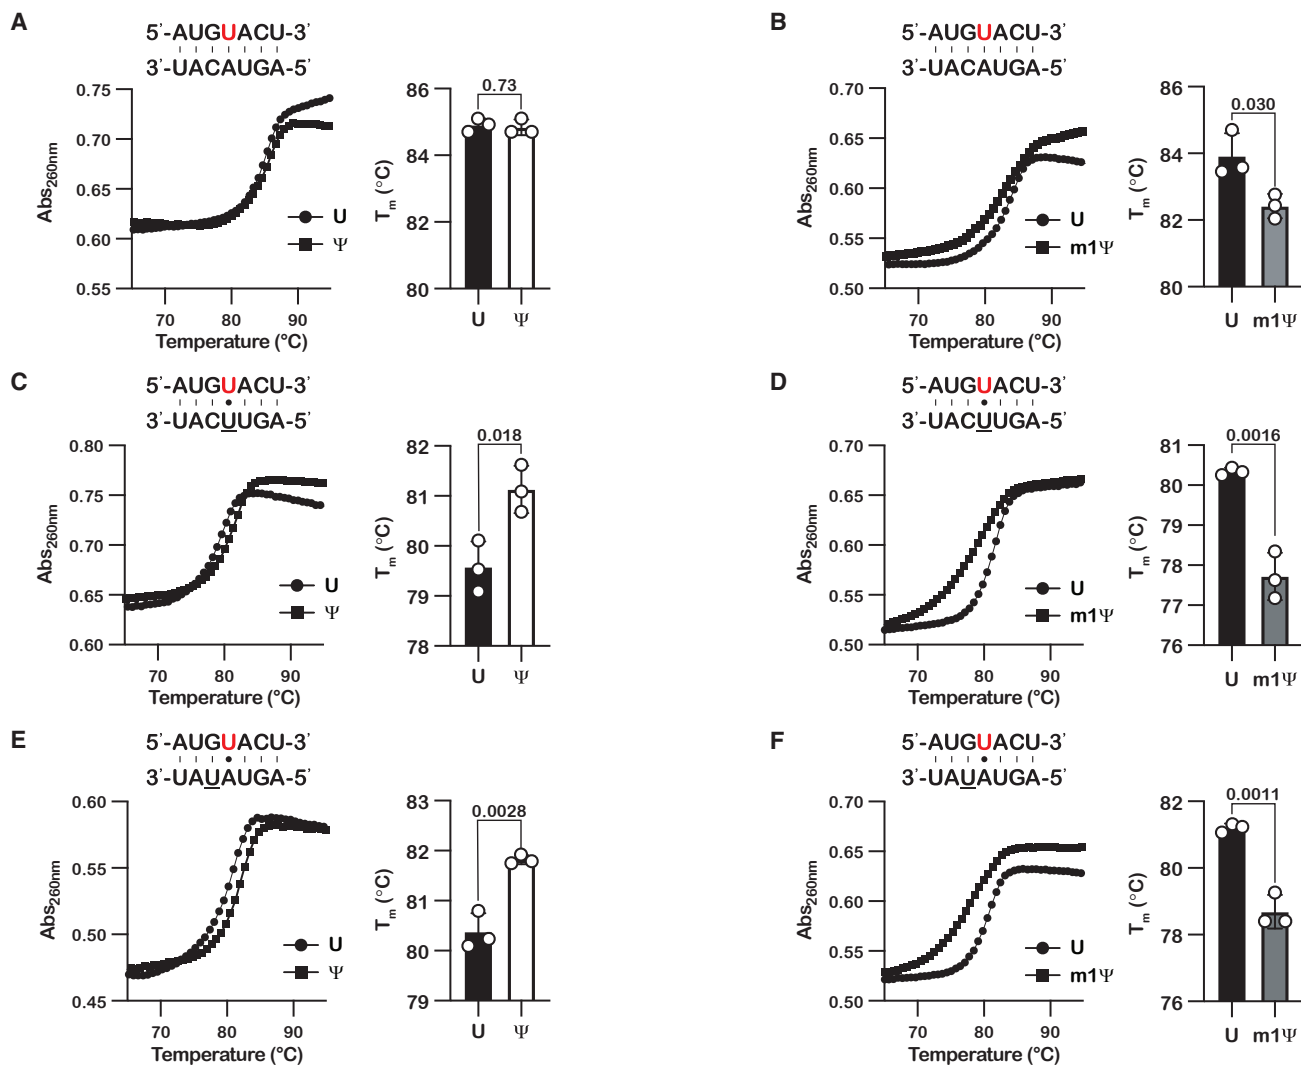 A
5'-AUGUACU-3'
3'-UACAUGA-5'
0.75
0.70
0.65
0.60
0.55
Abs260nm
70 80 90
Temperature (°C)
U
Ψ
86
84
82
80
Tm (°C)
0.73
U Ψ
B
5'-AUGUACU-3'
3'-UACAUGA-5'
0.70
0.65
0.60
0.55
0.50
Abs260nm
70 80 90
Temperature (°C)
U
m1Ψ
86
84
82
80
Tm (°C)
0.030
U m1Ψ
C
5'-AUGUACU-3'
3'-UACUUGA-5'
0.80
0.75
0.70
0.65
0.60
Abs260nm
70 80 90
Temperature (°C)
U
Ψ
82
81
80
79
78
Tm (°C)
0.018
U Ψ
D
5'-AUGUACU-3'
3'-UACUUGA-5'
0.70
0.65
0.60
0.55
0.50
Abs260nm
70 80 90
Temperature (°C)
U
m1Ψ
81
80
79
78
77
76
Tm (°C)
0.0016
U m1Ψ
E
5'-AUGUACU-3'
3'-UAUAUGA-5'
0.60
0.55
0.50
0.45
Abs260nm
70 80 90
Temperature (°C)
U
Ψ
83
82
81
80
79
Tm (°C)
0.0028
U Ψ
F
5'-AUGUACU-3'
3'-UAUAUGA-5'
0.70
0.65
0.60
0.55
0.50
Abs260nm
70 80 90
Temperature (°C)
U
m1Ψ
82
80
78
76
Tm (°C)
0.0011
U m1Ψ